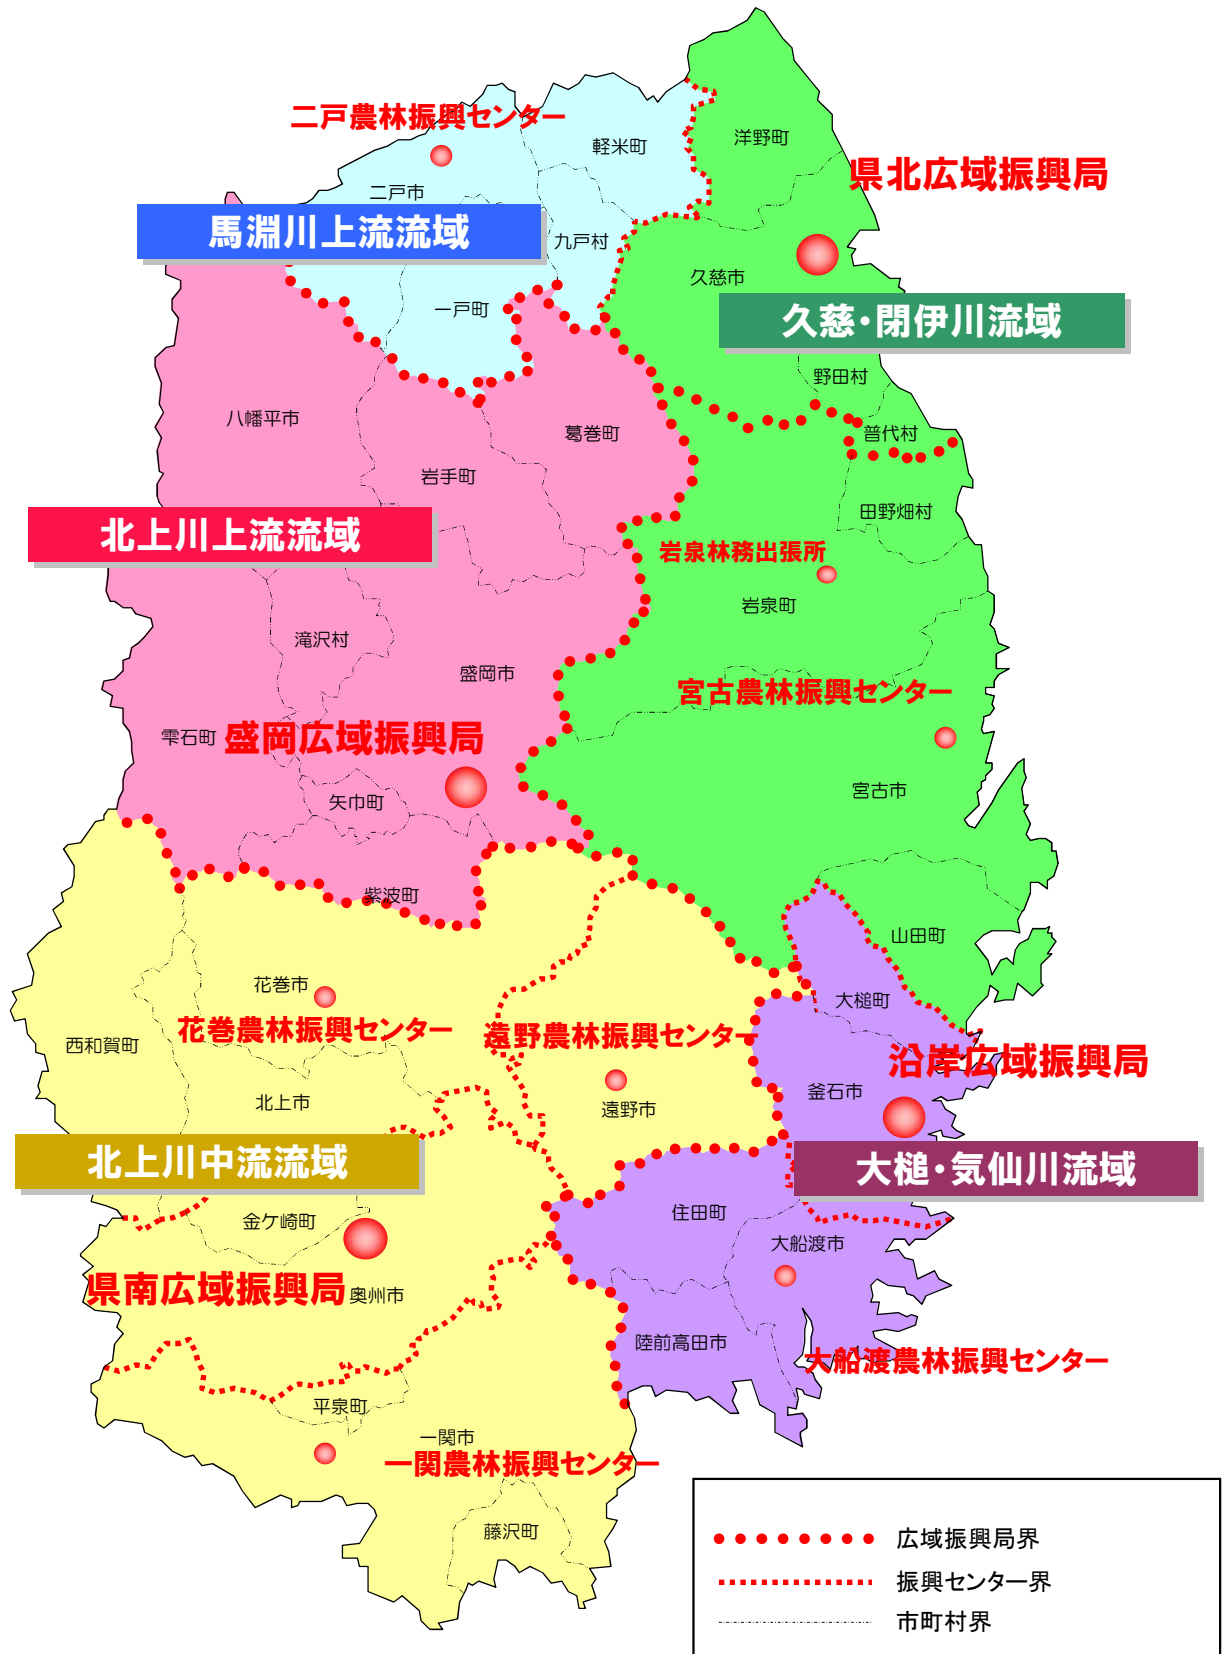 二戸農林振興センター
軽米町
洋野町
県北広域振興局
二戸市
馬淵川上流流域
九戸村
久慈市
一戸町
久慈・閉伊川流域
野田村
八幡平市
葛巻町
普代村
岩手町
田野畑村
北上川上流流域
岩泉林務出張所
岩泉町
滝沢村
盛岡市
宮古農林振興センター
雫石町
盛岡広域振興局
宮古市
矢巾町
紫波町
山田町
花巻市
大槌町
花巻農林振興センター
遠野農林振興センター
西和賀町
沿岸広域振興局
釜石市
北上市
遠野市
北上川中流流域
大槌・気仙川流域
住田町
金ケ崎町
大船渡市
県南広域振興局
奥州市
陸前高田市
大船渡農林振興センター
平泉町
一関市
一関農林振興センター
藤沢町
広域振興局界
振興センター界
市町村界